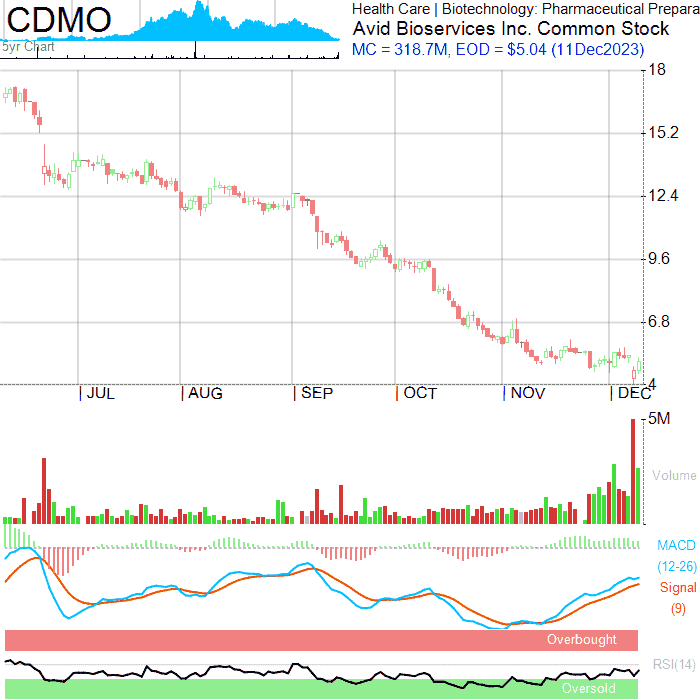 CDMO
5yr Chart
Health Care | Biotechnology: Pharmaceutical Prepara
Avid Bioservices Inc. Common Stock
MC = 318.7M, EOD = $5.04 (11Dec2023)
18
15.2
12.4
9.6
6.8
4
JUL AUG SEP OCT NOV DEC
5M
Volume
MACD
(12-26)
Signal
(9)
Overbought
RSI(14)
Oversold